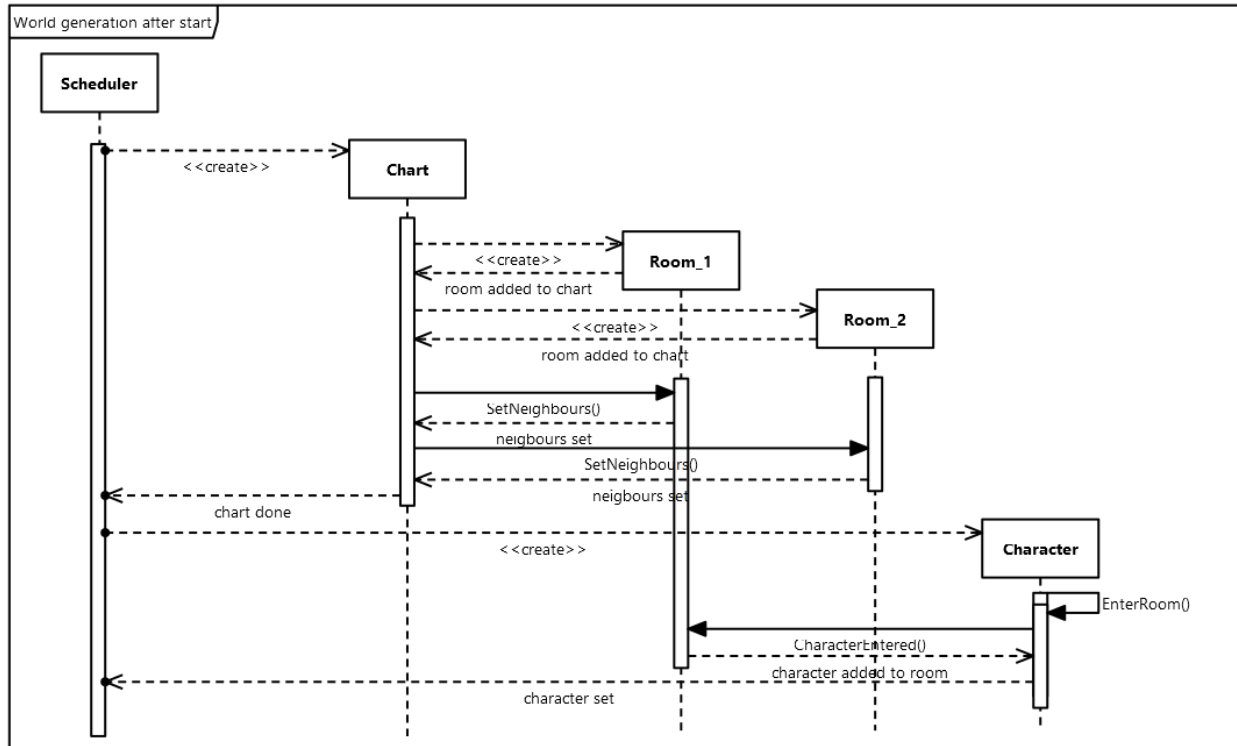 World generation after start
Scheduler
<<create>>
Chart
<<create>>
Room_1
room added to chart
<<create>>
Room_2
room added to chart
SetNeighbours()
neigbours set
SetNeighbours()
neigbours set
chart done
<<create>>
Character
EnterRoom()
CharacterEntered()
character added to room
character set